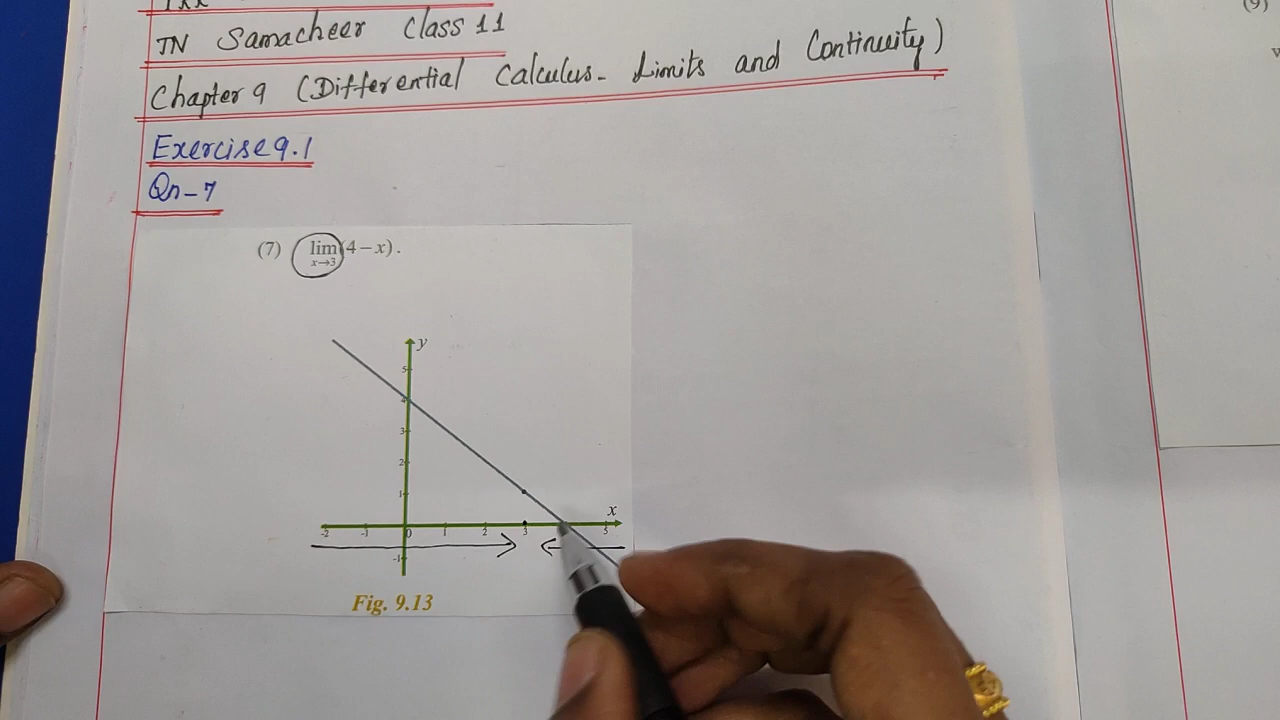 TN Samacheer Class 11
Chapter 9 (Differential Calculus- Limits and Continuity)
Exercise 9.1
Qn-7
(9)
(7) lim x→3 (4−x).
y
5
4
3
2
1
x
-2 -1 0 1 2 3 5
-1
Fig. 9.13